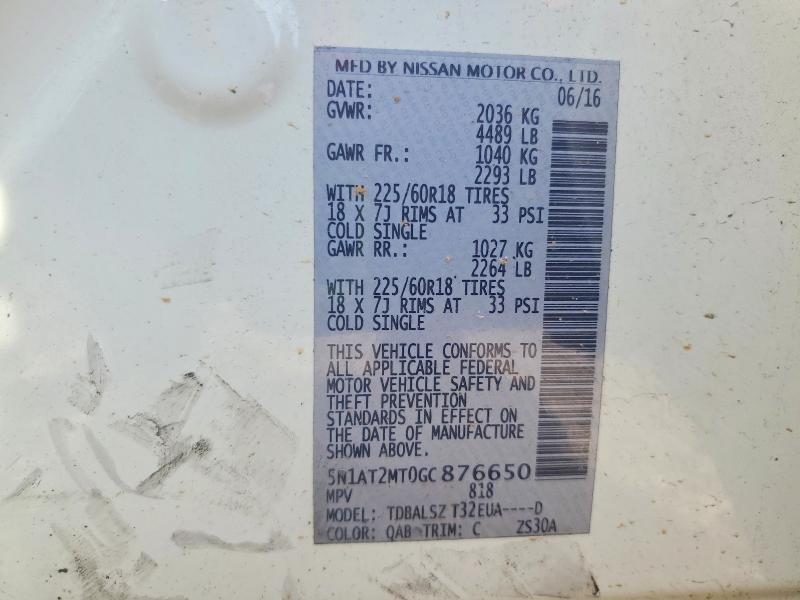 MFD BY NISSAN MOTOR CO., LTD.
DATE: 06/16
GVWR: 2036 KG
4489 LB
GAWR FR.: 1040 KG
2293 LB
WITH 225/60R18 TIRES
18 X 7J RIMS AT 33 PSI
COLD SINGLE
GAWR RR.: 1027 KG
2264 LB
WITH 225/60R18 TIRES
18 X 7J RIMS AT 33 PSI
COLD SINGLE
THIS VEHICLE CONFORMS TO
ALL APPLICABLE FEDERAL
MOTOR VEHICLE SAFETY AND
THEFT PREVENTION
STANDARDS IN EFFECT ON
THE DATE OF MANUFACTURE
SHOWN ABOVE.
5N1AT2MT0GC876650
MPV 818
MODEL: TDBALSZ T32EUA----D
COLOR: QAB TRIM: C ZS30A